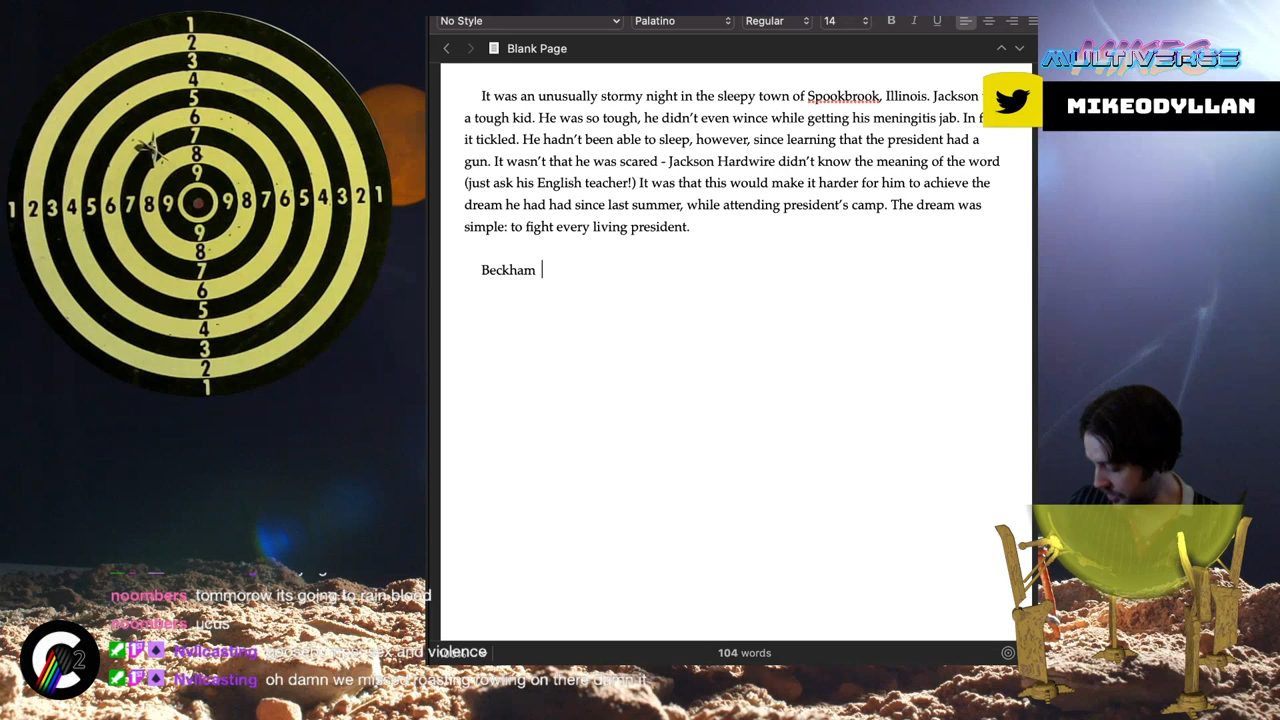 No Style Palatino Regular 14 B I U
Blank Page
It was an unusually stormy night in the sleepy town of Spookbrook, Illinois. Jackson
a tough kid. He was so tough, he didn't even wince while getting his meningitis jab. In
it tickled. He hadn't been able to sleep, however, since learning that the president had a
gun. It wasn't that he was scared - Jackson Hardwire didn't know the meaning of the word
(just ask his English teacher!) It was that this would make it harder for him to achieve the
dream he had had since last summer, while attending president's camp. The dream was
simple: to fight every living president.
Beckham
104 words
MULTIVERSE
MIKEODYLLAN
1
2
3
4
5
6
7
8
9
1 2 3 4 5 6 7 8 9 9 8 7 6 5 4 3 2 1
9
8
7
6
5
4
3
2
1
noombers tommorow its going to rain blood
noombers ucus
Nvllcasting sex and violence
Nvllcasting oh damn we missed roasting rowling on there damn it
2